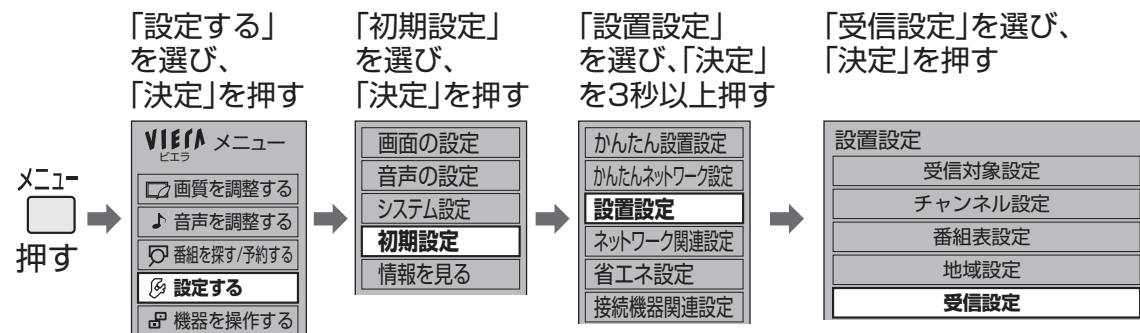 「設定する」
を選び、
「決定」を押す
「初期設定」
を選び、
「決定」を押す
「設置設定」
を選び、「決定」
を3秒以上押す
「受信設定」を選び、
「決定」を押す
メニュー
押す
VIERA メニュー
ビエラ
画質を調整する
音声を調整する
番組を探す/予約する
設定する
機器を操作する
画面の設定
音声の設定
システム設定
初期設定
情報を見る
かんたん設置設定
かんたんネットワーク設定
設置設定
ネットワーク関連設定
省エネ設定
接続機器関連設定
設置設定
受信対象設定
チャンネル設定
番組表設定
地域設定
受信設定